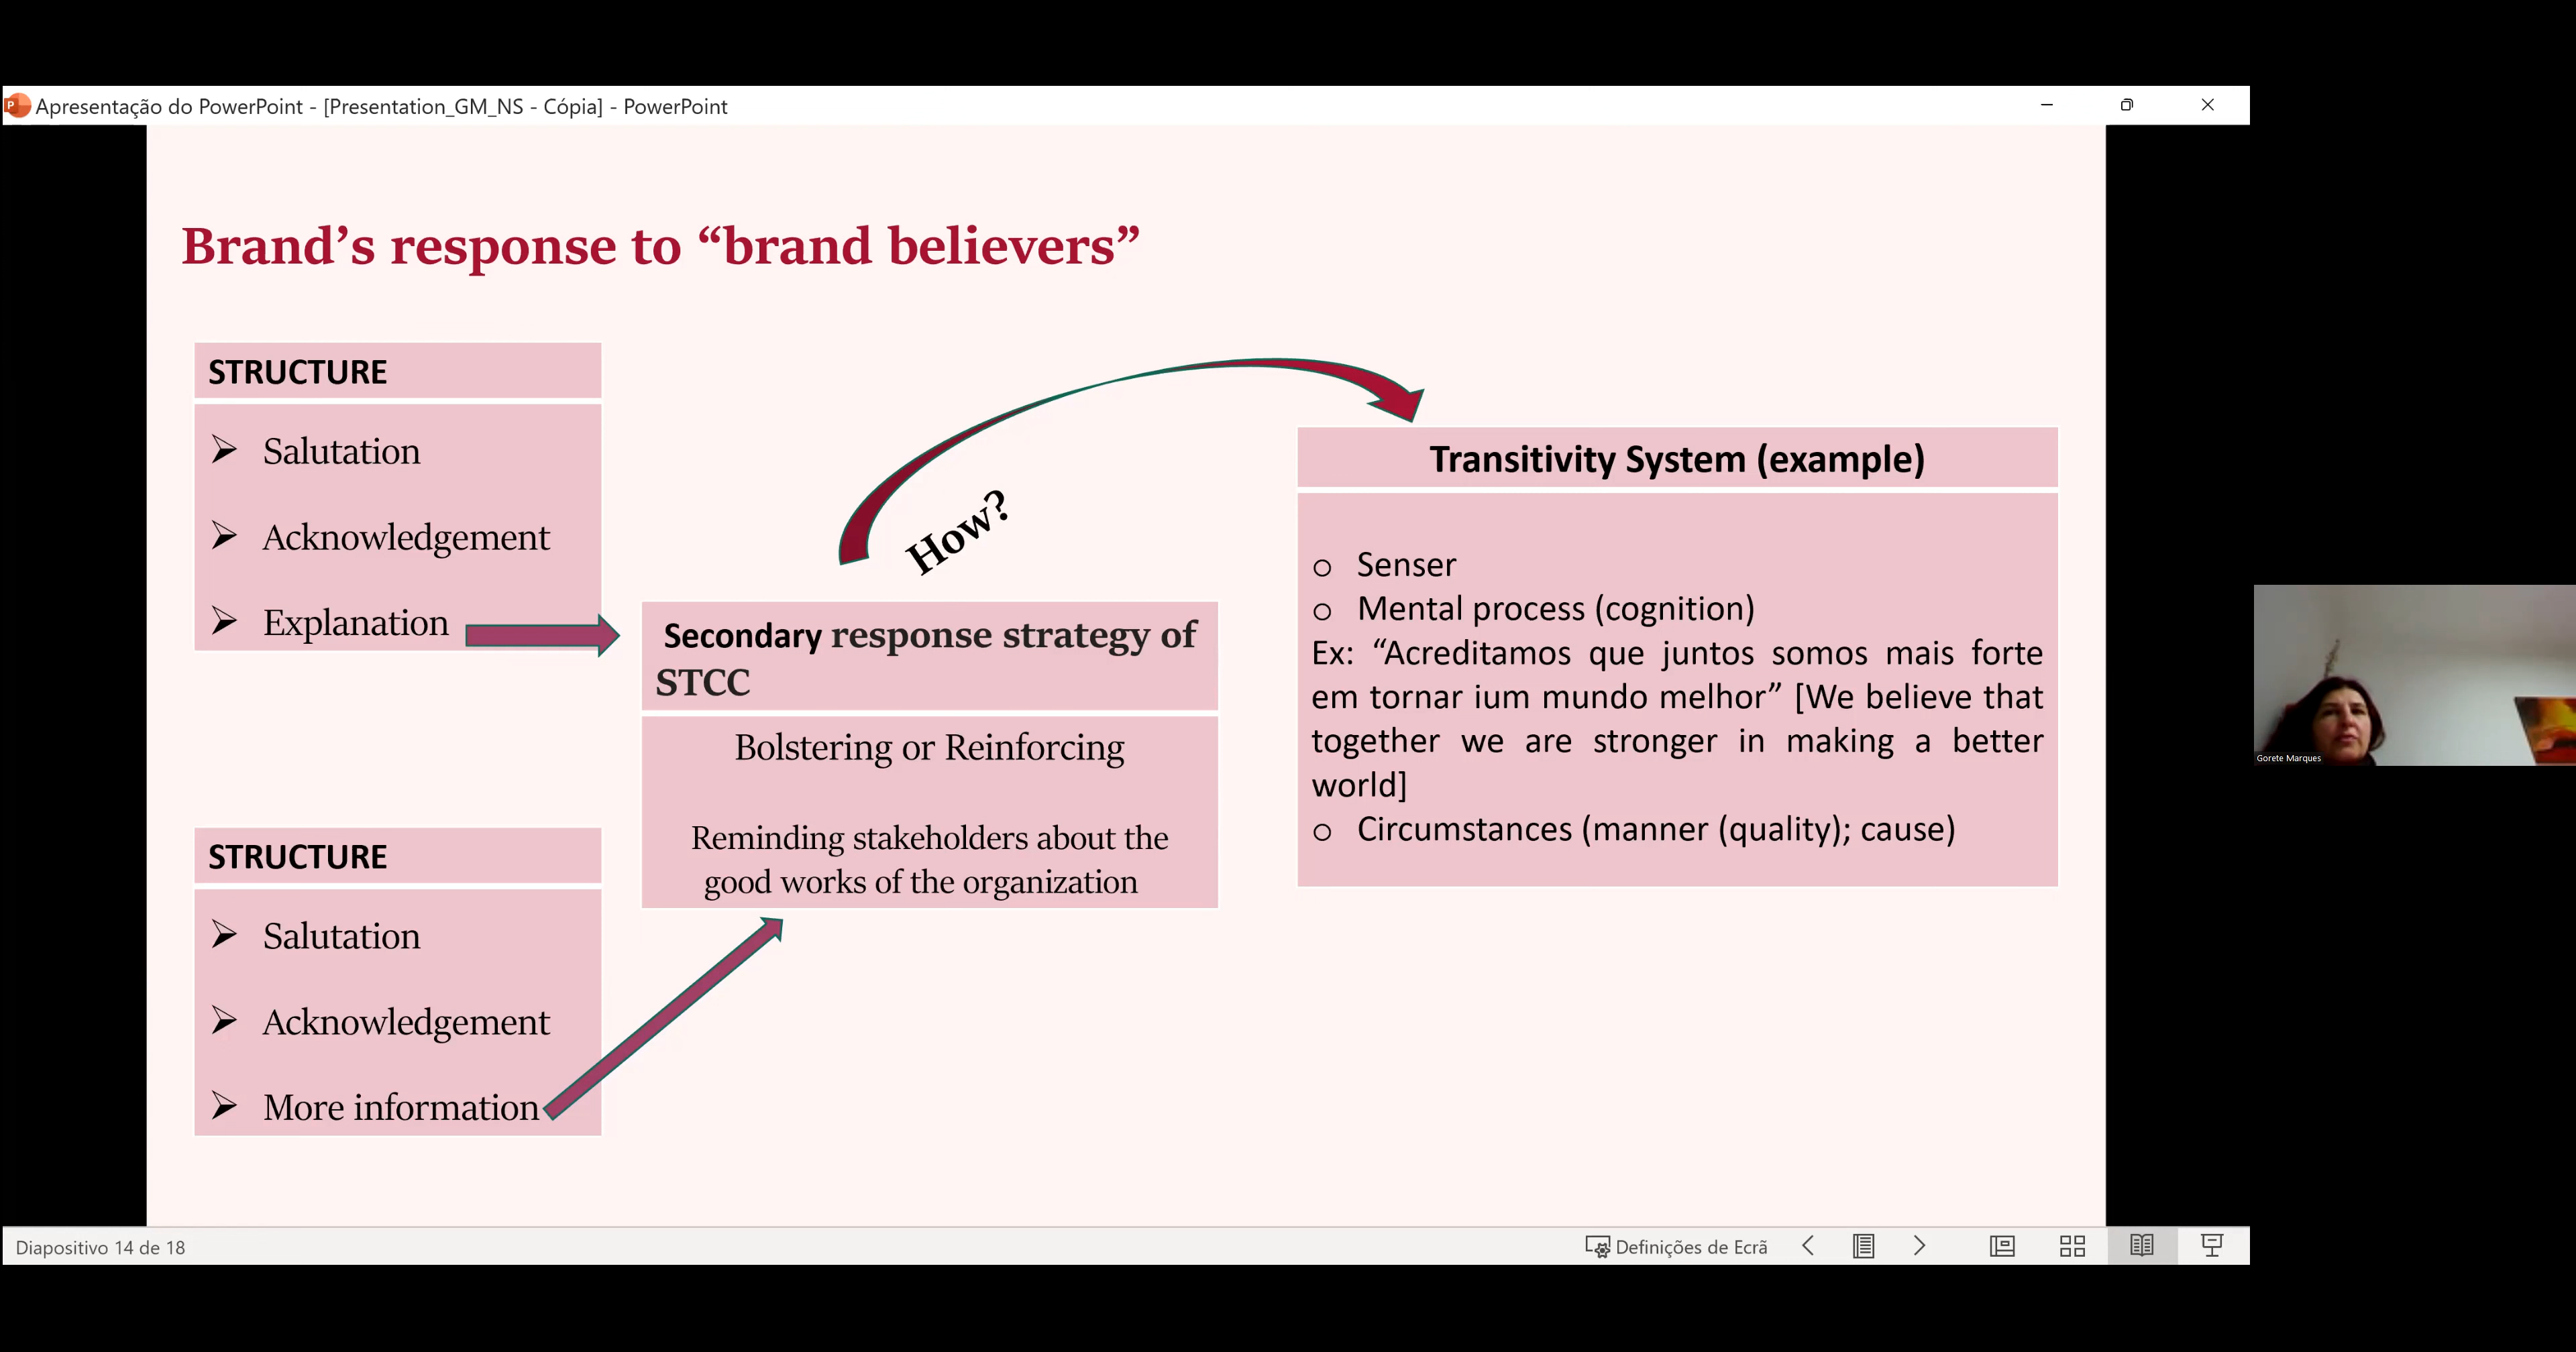 Apresentação do PowerPoint - [Presentation_GM_NS - Cópia] - PowerPoint
Brand’s response to “brand believers”
STRUCTURE
Salutation
Acknowledgement
Explanation
STRUCTURE
Salutation
Acknowledgement
More information
How?
Secondary response strategy of
STCC
Bolstering or Reinforcing
Reminding stakeholders about the
good works of the organization
Transitivity System (example)
Senser
Mental process (cognition)
Ex: “Acreditamos que juntos somos mais forte
em tornar ium mundo melhor” [We believe that
together we are stronger in making a better
world]
Circumstances (manner (quality); cause)
Gorete Marques
Diapositivo 14 de 18
Definições de Ecrã